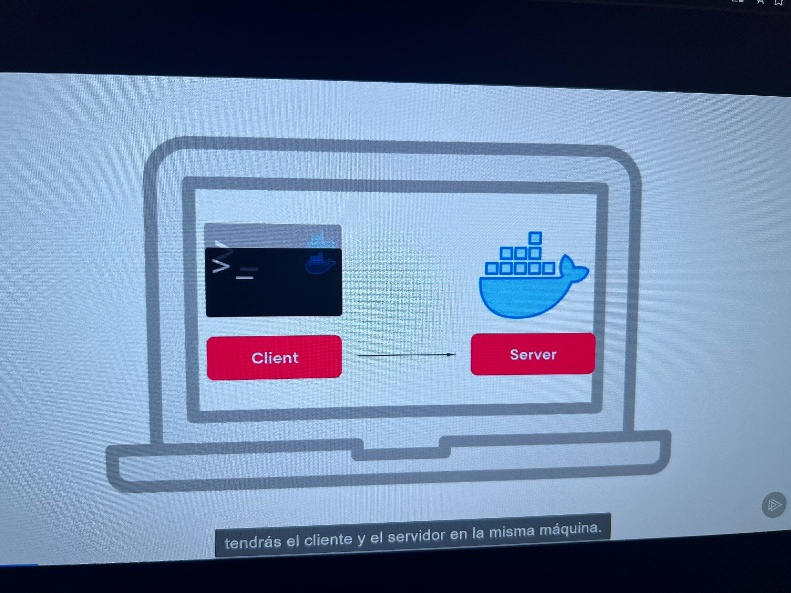 >_
Client
Server
tendrás el cliente y el servidor en la misma máquina.